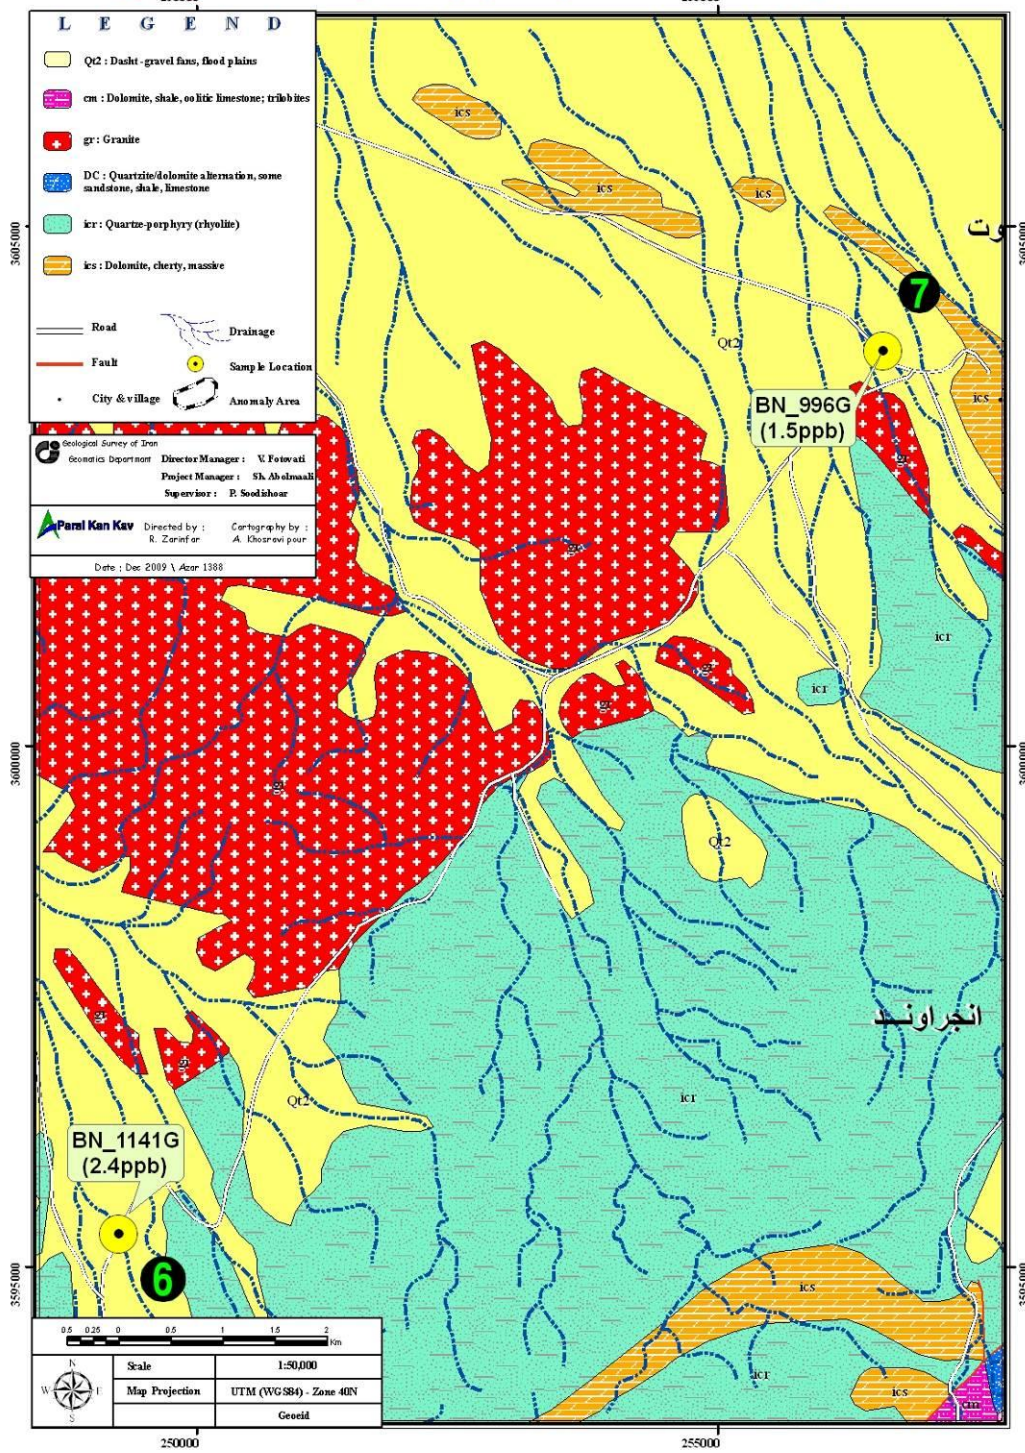 L E G E N D
Qt2 : Dasht - gravel fans, flood plains
cm : Dolomite, shale, oolitic limestone; trilobites
gr : Granite
DC : Quartzite/dolomite alternation, some
sandstone, shale, limestone
icr : Quartze-porphyry (rhyolite)
ics : Dolomite, cherty, massive
Road
Drainage
Fault
Sample Location
City & village
Anomaly Area
Geological Survey of Iran
Geomatics Department
Director Manager : V. Fotovati
Project Manager : Sh. Abolmaali
Supervisor : P. Soodishoar
Parsi Kan Kav
Directed by :
R. Zarinfar
Cartography by :
A. Khosravi pour
Date : Dec 2009 \ Azar 1388
ics
ics
ics
3605000
3605000
وت
7
Qt2
ics
BN_996G
(1.5ppb)
gr
gr
icr
gr
icr
gr
3600000
3600000
gr
Qt2
gr
انجراونـد
gr
Qt2
icr
BN_1141G
(2.4ppb)
6
3595000
3595000
ics
icr
ics
cm
0.5 0.25 0 0.5 1 1.5 2
Km
N
W E
S
Scale 1:50,000
Map Projection UTM (WGS84) - Zone 40N
Geoeid
250000
255000